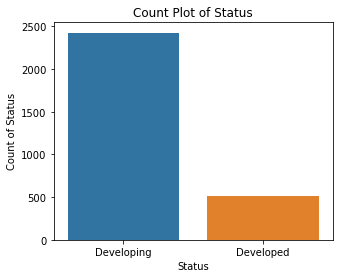 Count Plot of Status
2500
2000
1500
1000
500
0
Count of Status
Developing
Developed
Status